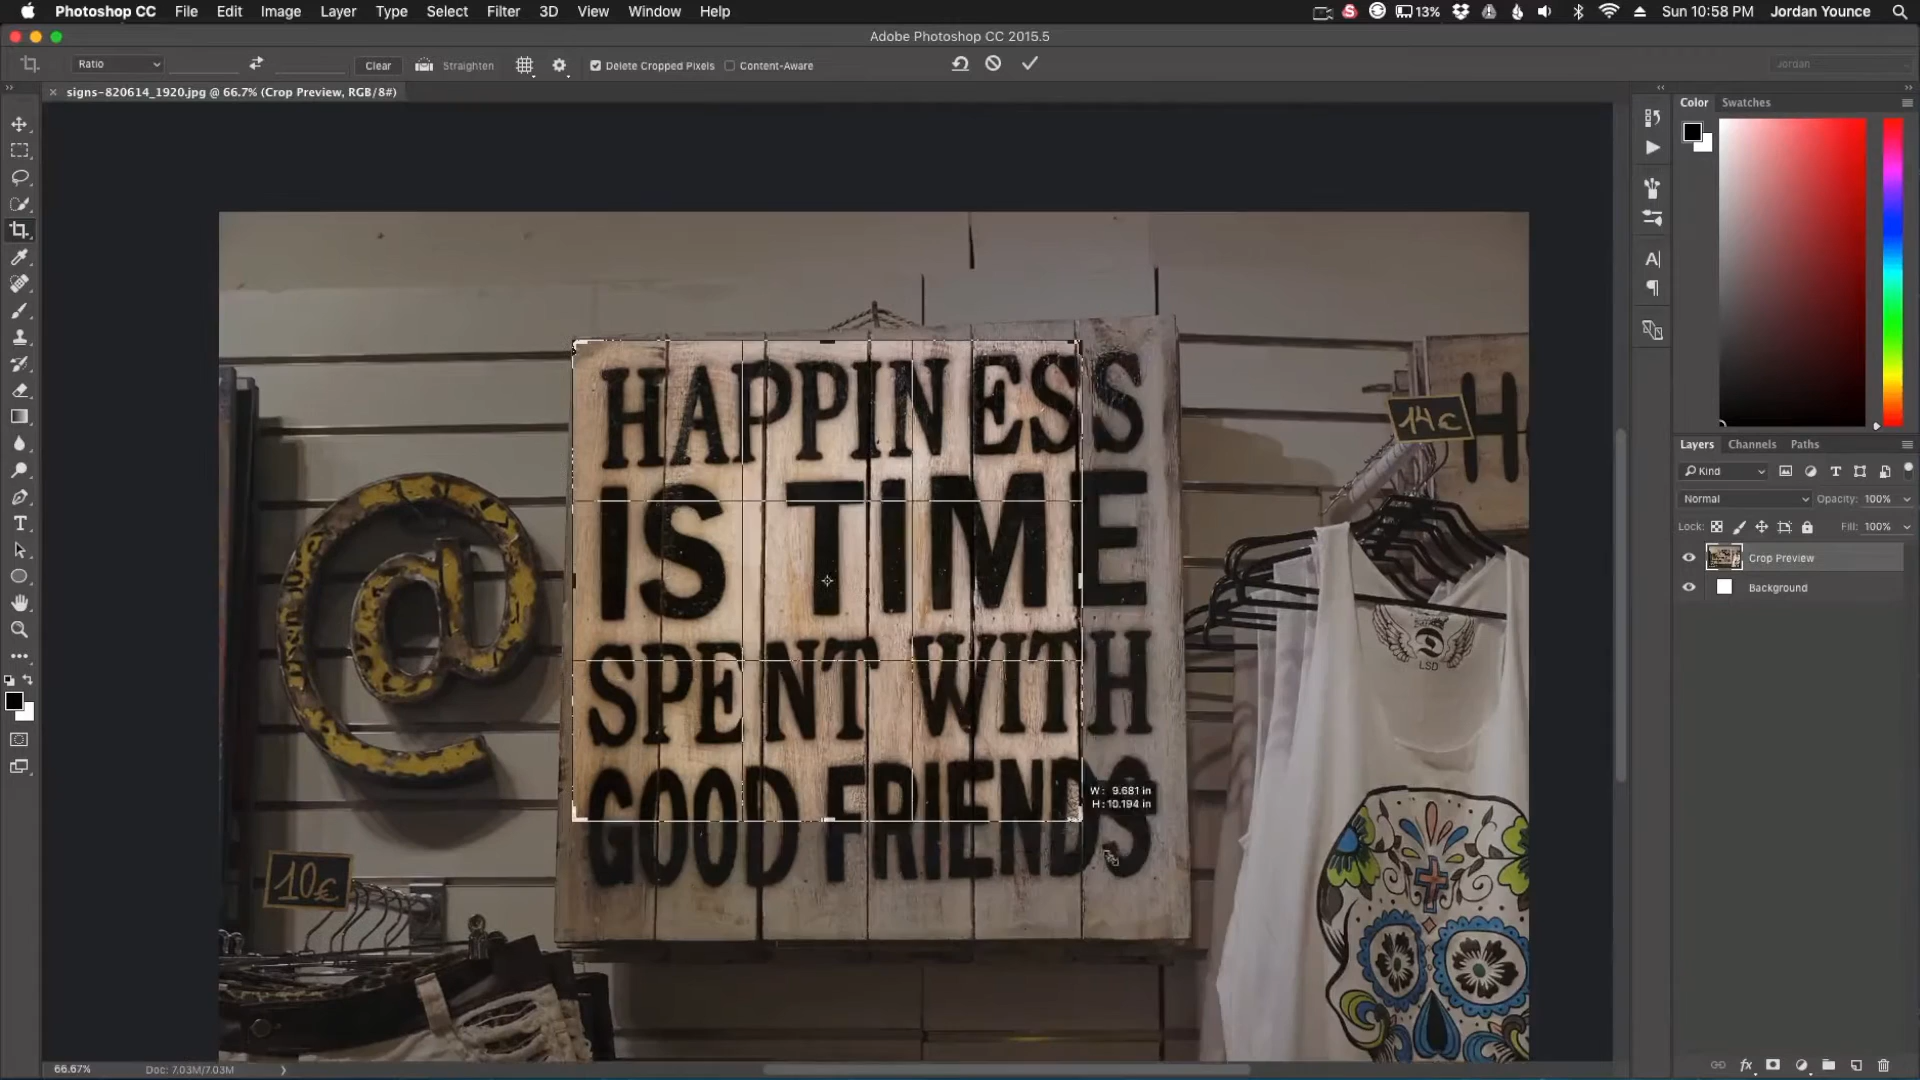 Photoshop CC File Edit Image Layer Type Select Filter 3D View Window Help 13% Sun 10:58 PM Jordan Younce
Adobe Photoshop CC 2015.5
Ratio Clear Straighten Delete Cropped Pixels Content-Aware Jordan
signs-820614_1920.jpg @ 66.7% (Crop Preview, RGB/8#)
Color Swatches
HAPPINESS
IS TIME
SPENT WITH
GOOD FRIENDS
W: 9.681 in
H: 10.194 in
@
14€
H
10€
LSD
Layers Channels Paths
Kind
Normal Opacity: 100%
Lock: Fill: 100%
Crop Preview
Background
66.67% Doc: 7.03M/7.03M